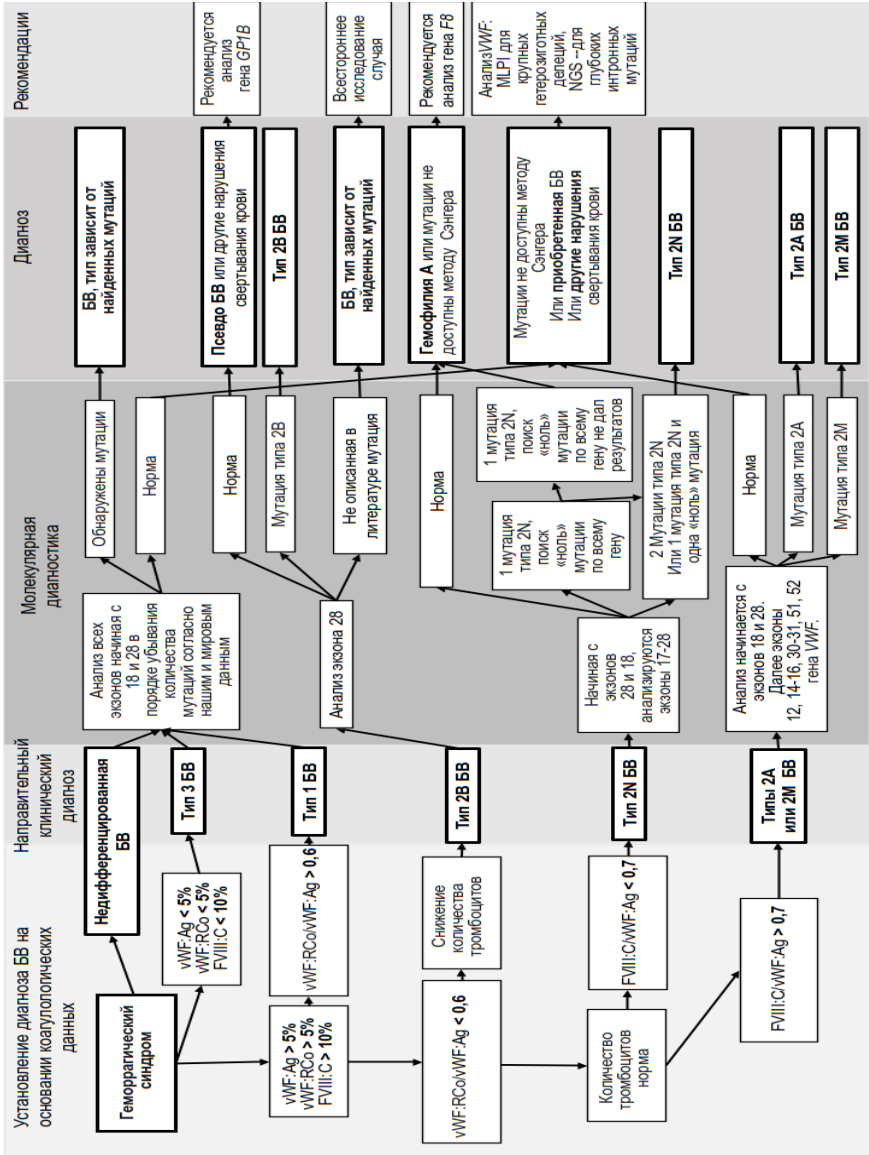 Установление диагноза БВ на
основании коагулологических
данных
Направительный
клинический
диагноз
Молекулярная
диагностика
Диагноз
Рекомендации
Геморрагический
синдром
Недифференцированная
БВ
vWF:Ag < 5%
vWF:RCo < 5%
FVIII:C < 10%
Тип 3 БВ
vWF:Ag > 5%
vWF:RCo > 5%
FVIII:C > 10%
vWF:RCo/vWF:Ag > 0,6
Тип 1 БВ
vWF:RCo/vWF:Ag < 0,6
Снижение
количества
тромбоцитов
Тип 2В БВ
Количество
тромбоцитов
норма
FVIII:C/vWF:Ag < 0,7
Тип 2N БВ
FVIII:C/vWF:Ag > 0,7
Типы 2А
или 2М БВ
Анализ всех
экзонов начиная с
18 и 28 в
порядке убывания
количества
мутаций согласно
нашим и мировым
данным
Обнаружены мутации
Норма
Анализ экзона 28
Норма
Мутация типа 2В
Не описанная в
литературе мутация
Начиная с
экзонов
28 и 18,
анализируются
экзоны 17-28
Норма
1 мутация
типа 2N,
поиск
«ноль»
мутации
по всему
гену
1 мутация
типа 2N,
поиск
«ноль»
мутации
по всему
гену не дал
результатов
2 Мутации типа 2N
Или 1 мутация типа 2N и
одна «ноль» мутация
Анализ начинается с
экзонов 18 и 28.
Далее экзоны
12, 14-16, 30-31, 51, 52
гена VWF.
Норма
Мутация типа 2А
Мутация типа 2М
БВ, тип зависит от
найденных мутаций
Псевдо БВ или другие нарушения
свертывания крови
Тип 2В БВ
БВ, тип зависит от
найденных мутаций
Гемофилия А или мутации не
доступны методу Сэнгера
Мутации не доступны методу
Сэнгера
Или приобретенная БВ
Или другие нарушения
свертывания крови
Тип 2N БВ
Тип 2А БВ
Тип 2М БВ
Рекомендуется
анализ
гена GP1B
Всестороннее
исследование
случая
Рекомендуется
анализ гена F8
АнализVWF:
MLPI для
крупных
гетерозиготных
делеций,
NGS –для
глубоких
интронных
мутаций